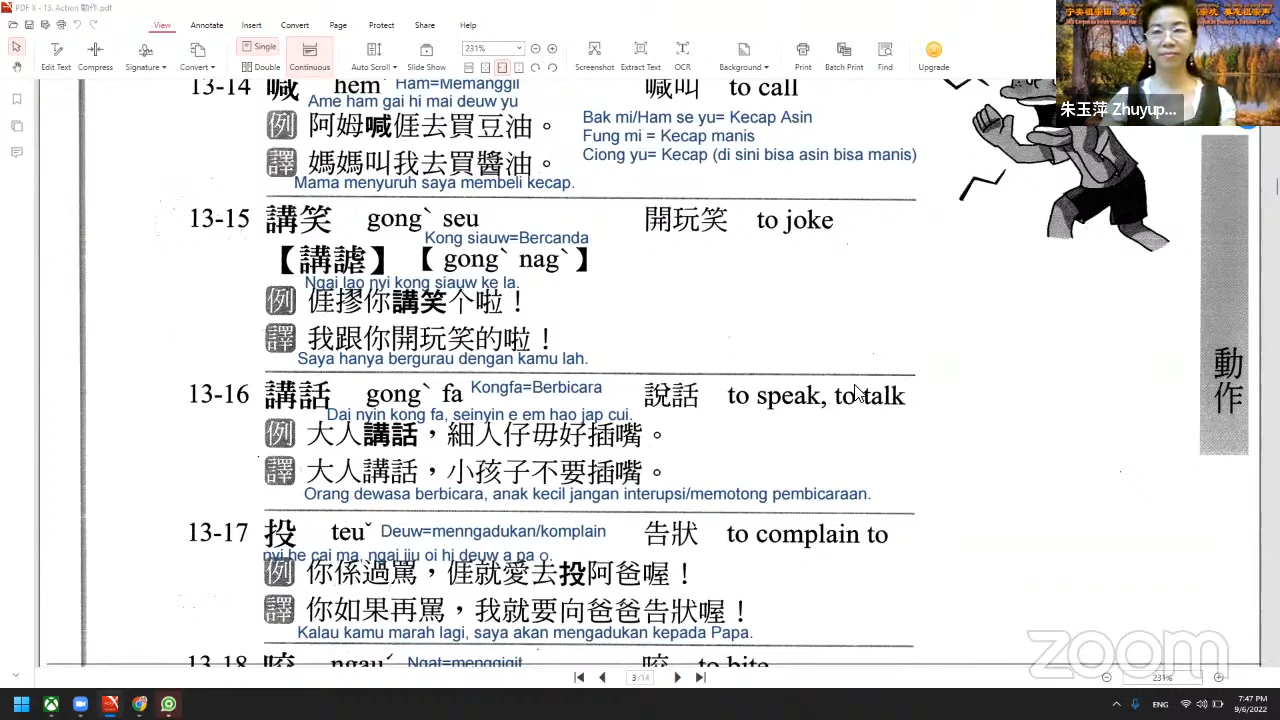 PDF X - 13. Action 動作.pdf
View Annotate Insert Convert Page Share Help
Edit Text Compress Signature Convert Single Double Continuous Auto Scroll Slide Show 231% Screenshot Extract Text OCR Background Print Batch Print Find Upgrade
朱玉萍 Zhuyup...
13-14 喊 hem Ham=Memanggil 喊叫 to call
Ame ham gai hi mai deuw yu
例 阿姆喊𠊎去買豆油。
Bak mi/Ham se yu= Kecap Asin
Fung mi = Kecap manis
Ciong yu= Kecap (di sini bisa asin bisa manis)
譯 媽媽叫我去買醬油。
Mama menyuruh saya membeli kecap.
13-15 講笑 gongˋ seu 開玩笑 to joke
Kong siauw=Bercanda
【講謔】【gongˋ nagˋ】
Ngai lao nyi kong siauw ke la.
例 𠊎摎你講笑个啦！
譯 我跟你開玩笑的啦！
Saya hanya bergurau dengan kamu lah.
13-16 講話 gongˋ fa Kongfa=Berbicara 說話 to speak, to talk
Dai nyin kong fa, seinyin e em hao jap cui.
例 大人講話，細人仔毋好插嘴。
譯 大人講話，小孩子不要插嘴。
Orang dewasa berbicara, anak kecil jangan interupsi/memotong pembicaraan.
13-17 投 teuˇ Deuw=menngadukan/komplain 告狀 to complain to
nyi he cai ma, ngai jiu oi hi deuw a pa o.
例 你係過罵，𠊎就愛去投阿爸喔！
譯 你如果再罵，我就要向爸爸告狀喔！
Kalau kamu marah lagi, saya akan mengadukan kepada Papa.
13-18 咬 ngauˊ Ngat=menggigit 咬 to bite
動作
zoom
3/14
231%
ENG
7:47 PM
9/6/2022